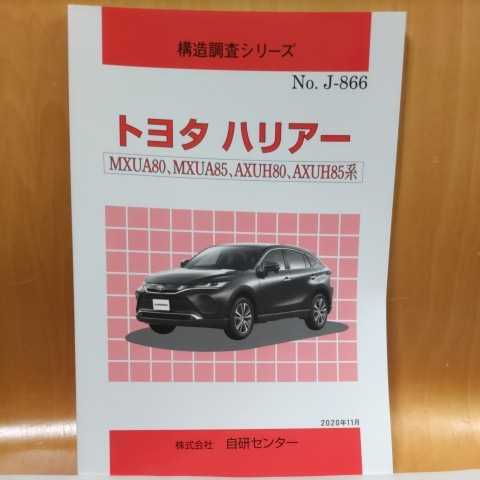 構造調査シリーズ
No. J-866
トヨタ ハリアー
MXUA80、MXUA85、AXUH80、AXUH85系
2020年11月
株式会社 自研センター